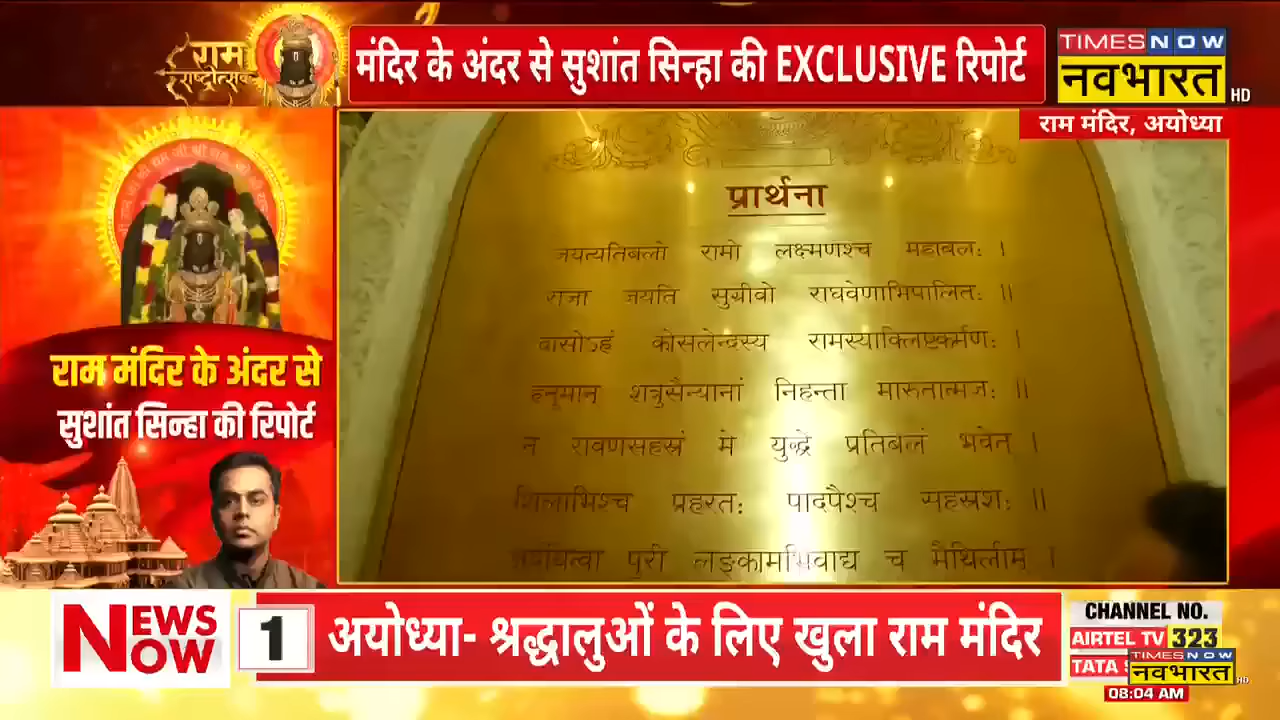 राम
राष्ट्रोत्सव
मंदिर के अंदर से सुशांत सिन्हा की EXCLUSIVE रिपोर्ट
TIMES NOW
नवभारत
HD
राम मंदिर, अयोध्या
प्रार्थना
जयत्यतिबलो रामो लक्ष्मणश्च महाबलः ।
राजा जयति सुग्रीवो राघवेणाभिपालितः ॥
दासोऽहं कोसलेन्द्रस्य रामस्याक्लिष्टकर्मणः ।
हनूमान् शत्रुसैन्यानां निहन्ता मारुतात्मजः ॥
न रावणसहस्रं मे युद्धे प्रतिबलं भवेत् ।
शिलाभिश्च प्रहरतः पादपैश्च सहस्रशः ॥
पुरीं लङ्कामभिवाद्य च मैथिलीम् ।
राम मंदिर के अंदर से
सुशांत सिन्हा की रिपोर्ट
NEWS NOW
1
अयोध्या- श्रद्धालुओं के लिए खुला राम मंदिर
CHANNEL NO.
AIRTEL TV 323
TATA
TIMES NOW
नवभारत
HD
08:04 AM